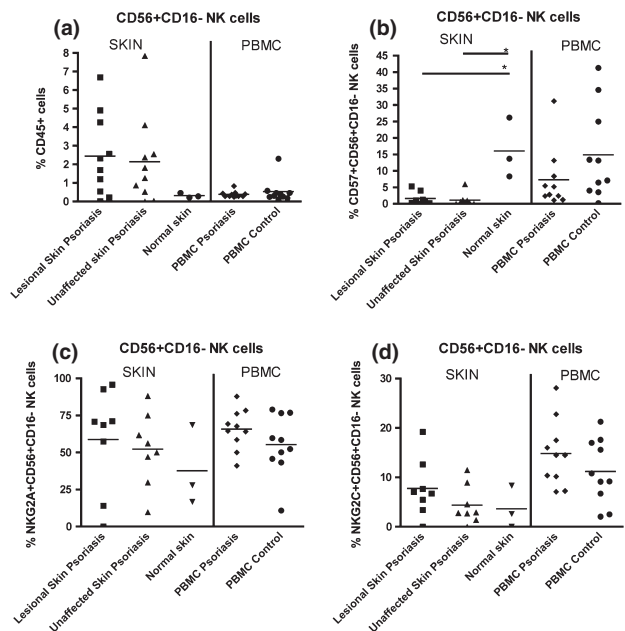 (a)
CD56+CD16- NK cells
SKIN
PBMC
% CD45+ cells
8
7
6
5
4
3
2
1
0
Lesional Skin Psoriasis
Unaffected skin Psoriasis
Normal skin
PBMC Psoriasis
PBMC Control
(b)
CD56+CD16- NK cells
SKIN
PBMC
% CD57+CD56+CD16- NK cells
45
40
35
30
25
20
15
10
5
0
*
*
Lesional Skin Psoriasis
Unaffected Skin Psoriasis
Normal skin
PBMC Psoriasis
PBMC Control
(c)
CD56+CD16- NK cells
SKIN
PBMC
% NKG2A+CD56+CD16- NK cells
100
75
50
25
0
Lesional Skin Psoriasis
Unaffected Skin Psoriasis
Normal skin
PBMC Psoriasis
PBMC Control
(d)
CD56+CD16- NK cells
SKIN
PBMC
% NKG2C+CD56+CD16- NK cells
30
20
10
0
Lesional Skin Psoriasis
Unaffected Skin Psoriasis
Normal skin
PBMC Psoriasis
PBMC Control